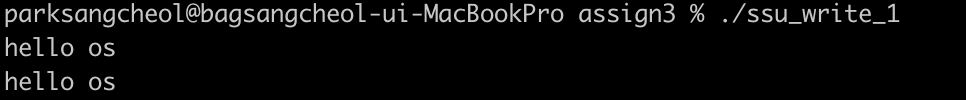 parksangcheol@bagsangcheol-ui-MacBookPro assign3 % ./ssu_write_1
hello os
hello os